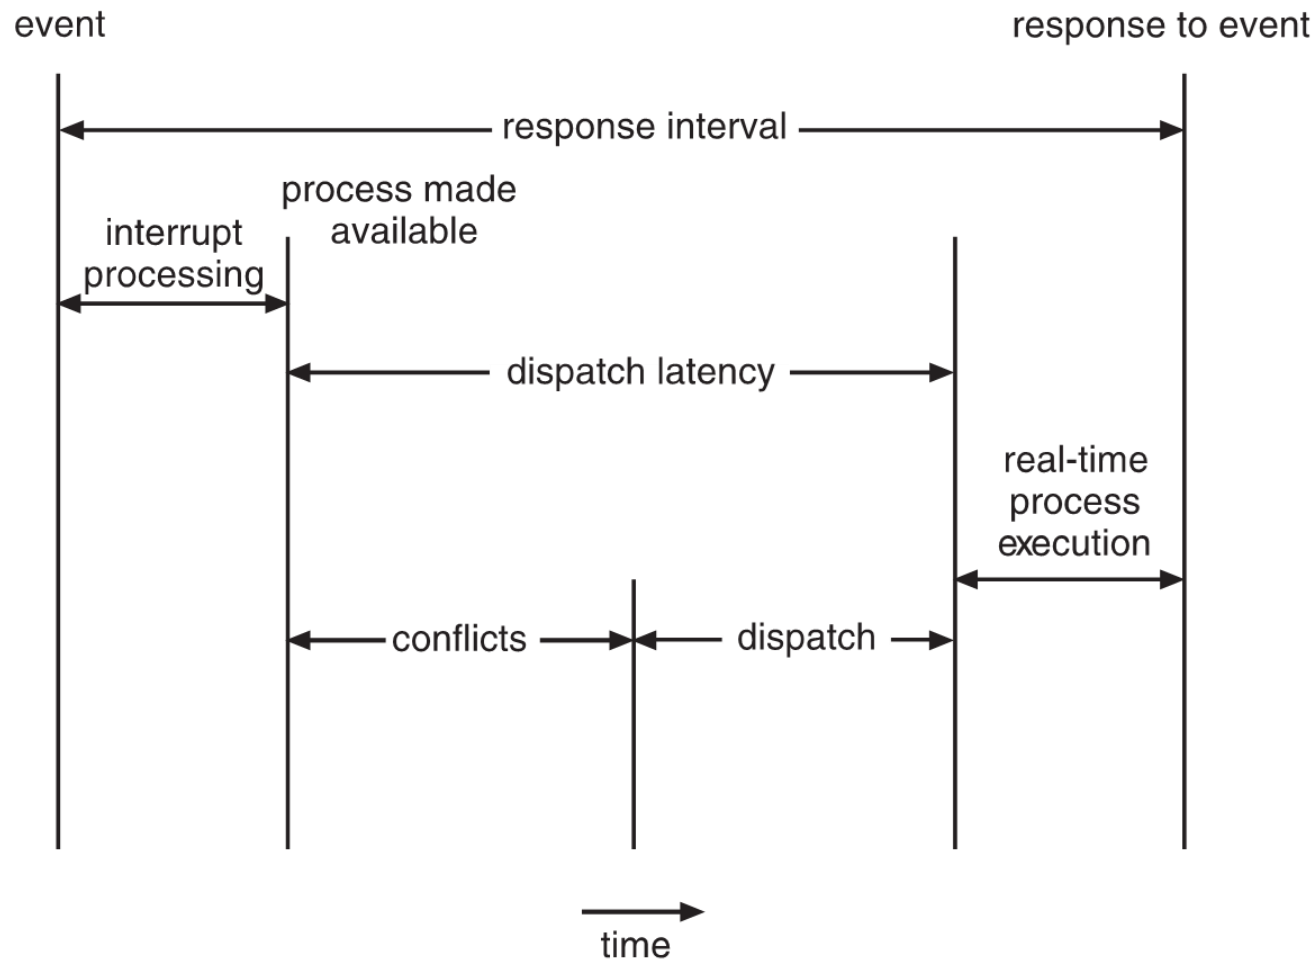 event
response to event
response interval
process made
available
interrupt
processing
dispatch latency
real-time
process
execution
conflicts
dispatch
time